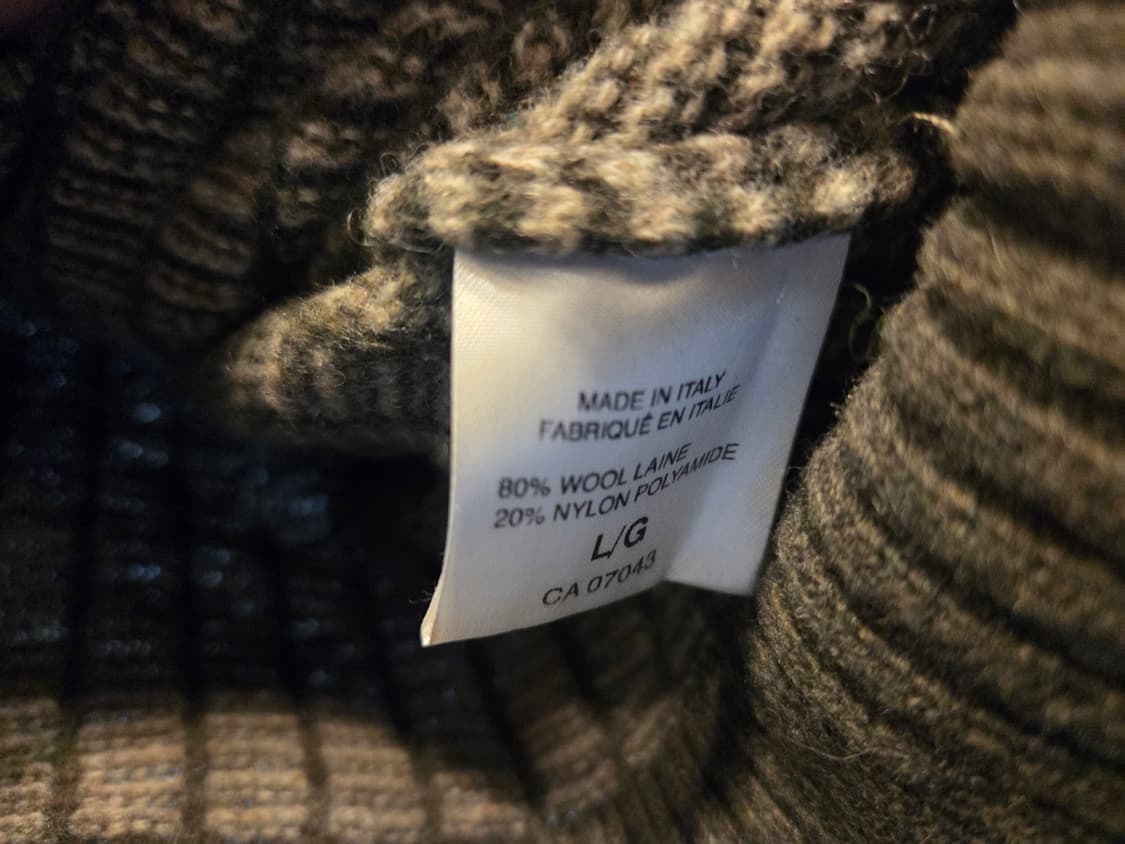 MADE IN ITALY
FABRIQUÉ EN ITALIE
80% WOOL LAINE
20% NYLON POLYAMIDE
L/G
CA 07043